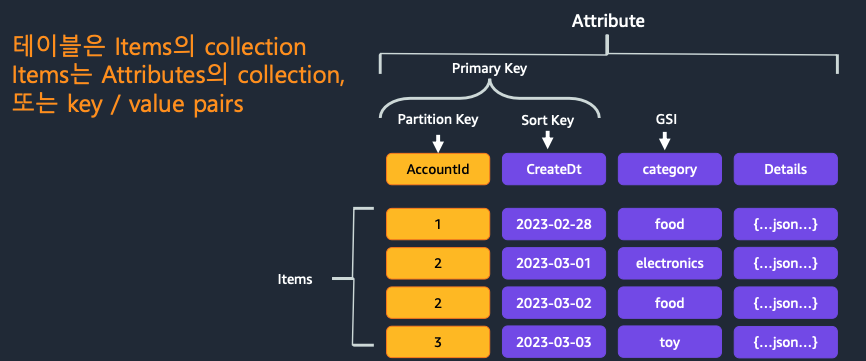 테이블은 Items의 collection
Items는 Attributes의 collection,
또는 key / value pairs
Attribute
Primary Key
Partition Key Sort Key GSI
AccountId CreateDt category Details
Items
1 2023-02-28 food {...json...}
2 2023-03-01 electronics {...json...}
2 2023-03-02 food {...json...}
3 2023-03-03 toy {...json...}